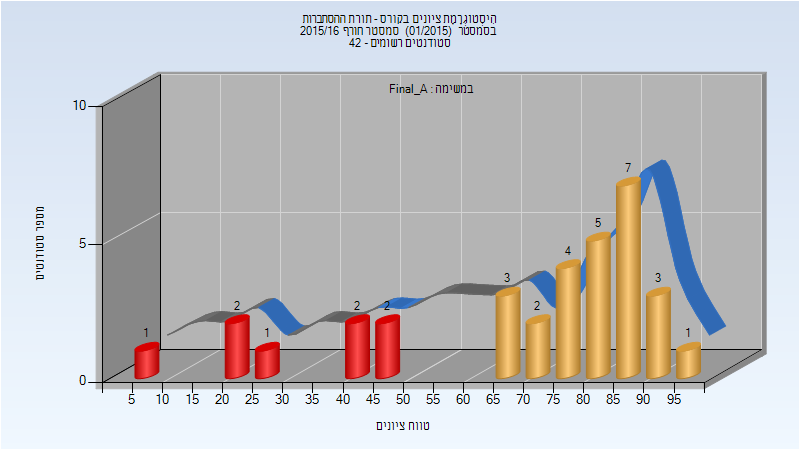 היסטוגרמת ציונים בקורס - תורת ההסתברות
בסמסטר (01/2015) סמסטר חורף 2015/16
סטודנטים רשומים - 42
במשימה : Final_A
מספר סטודנטים
10
5
0
1
2
1
2
2
3
2
4
5
7
3
1
5 10 15 20 25 30 35 40 45 50 55 60 65 70 75 80 85 90 95
טווח ציונים